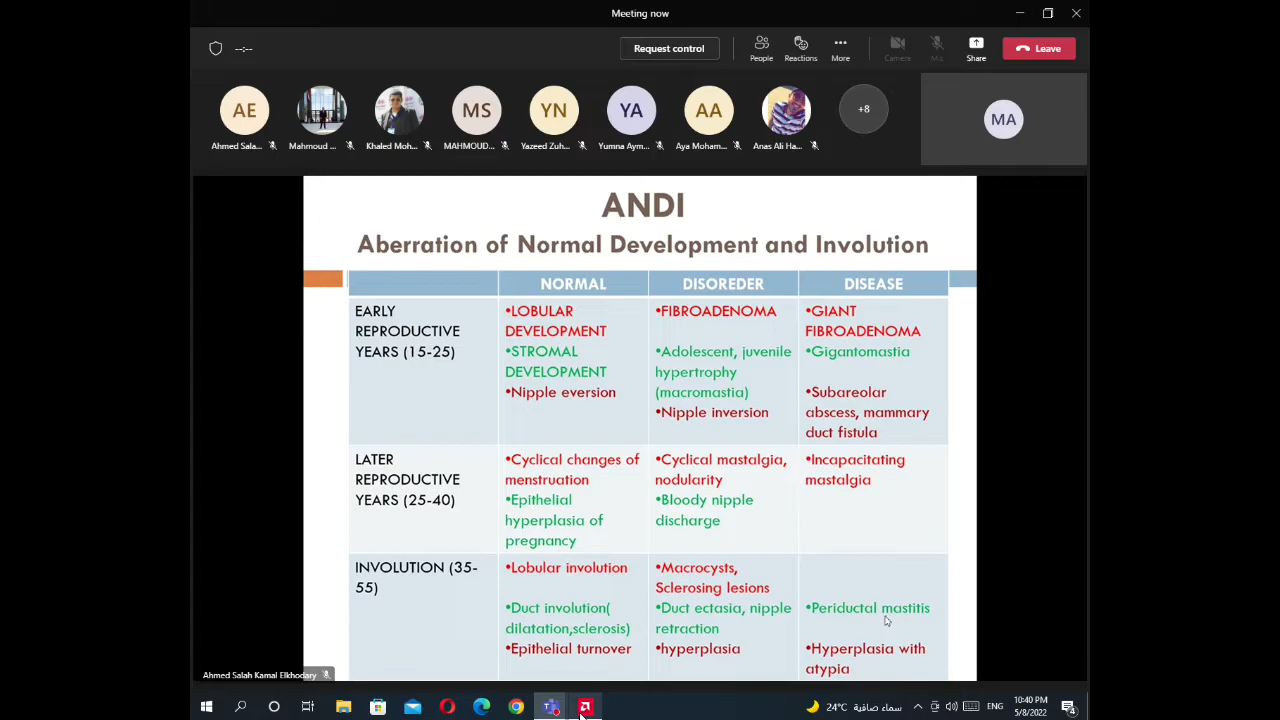 Meeting now
--:--
Request control
People
Reactions
More
Camera
Mic
Share
Leave
AE
MS
YN
YA
AA
+8
MA
Ahmed Sala...
Mahmoud ...
Khaled Moh...
MAHMOUD...
Yazeed Zuh...
Yumna Aym...
Aya Moham...
Anas Ali Ha...
ANDI
Aberration of Normal Development and Involution
NORMAL
DISOREDER
DISEASE
EARLY
REPRODUCTIVE
YEARS (15-25)
•LOBULAR
DEVELOPMENT
•STROMAL
DEVELOPMENT
•Nipple eversion
•FIBROADENOMA
•Adolescent, juvenile
hypertrophy
(macromastia)
•Nipple inversion
•GIANT
FIBROADENOMA
•Gigantomastia
•Subareolar
abscess, mammary
duct fistula
LATER
REPRODUCTIVE
YEARS (25-40)
•Cyclical changes of
menstruation
•Epithelial
hyperplasia of
pregnancy
•Cyclical mastalgia,
nodularity
•Bloody nipple
discharge
•Incapacitating
mastalgia
INVOLUTION (35-
55)
•Lobular involution
•Duct involution(
dilatation,sclerosis)
•Epithelial turnover
•Macrocysts,
Sclerosing lesions
•Duct ectasia, nipple
retraction
•hyperplasia
•Periductal mastitis
•Hyperplasia with
atypia
Ahmed Salah Kamal Elkhodary
24°C سماء صافية
ENG
10:40 PM
5/8/2022
4